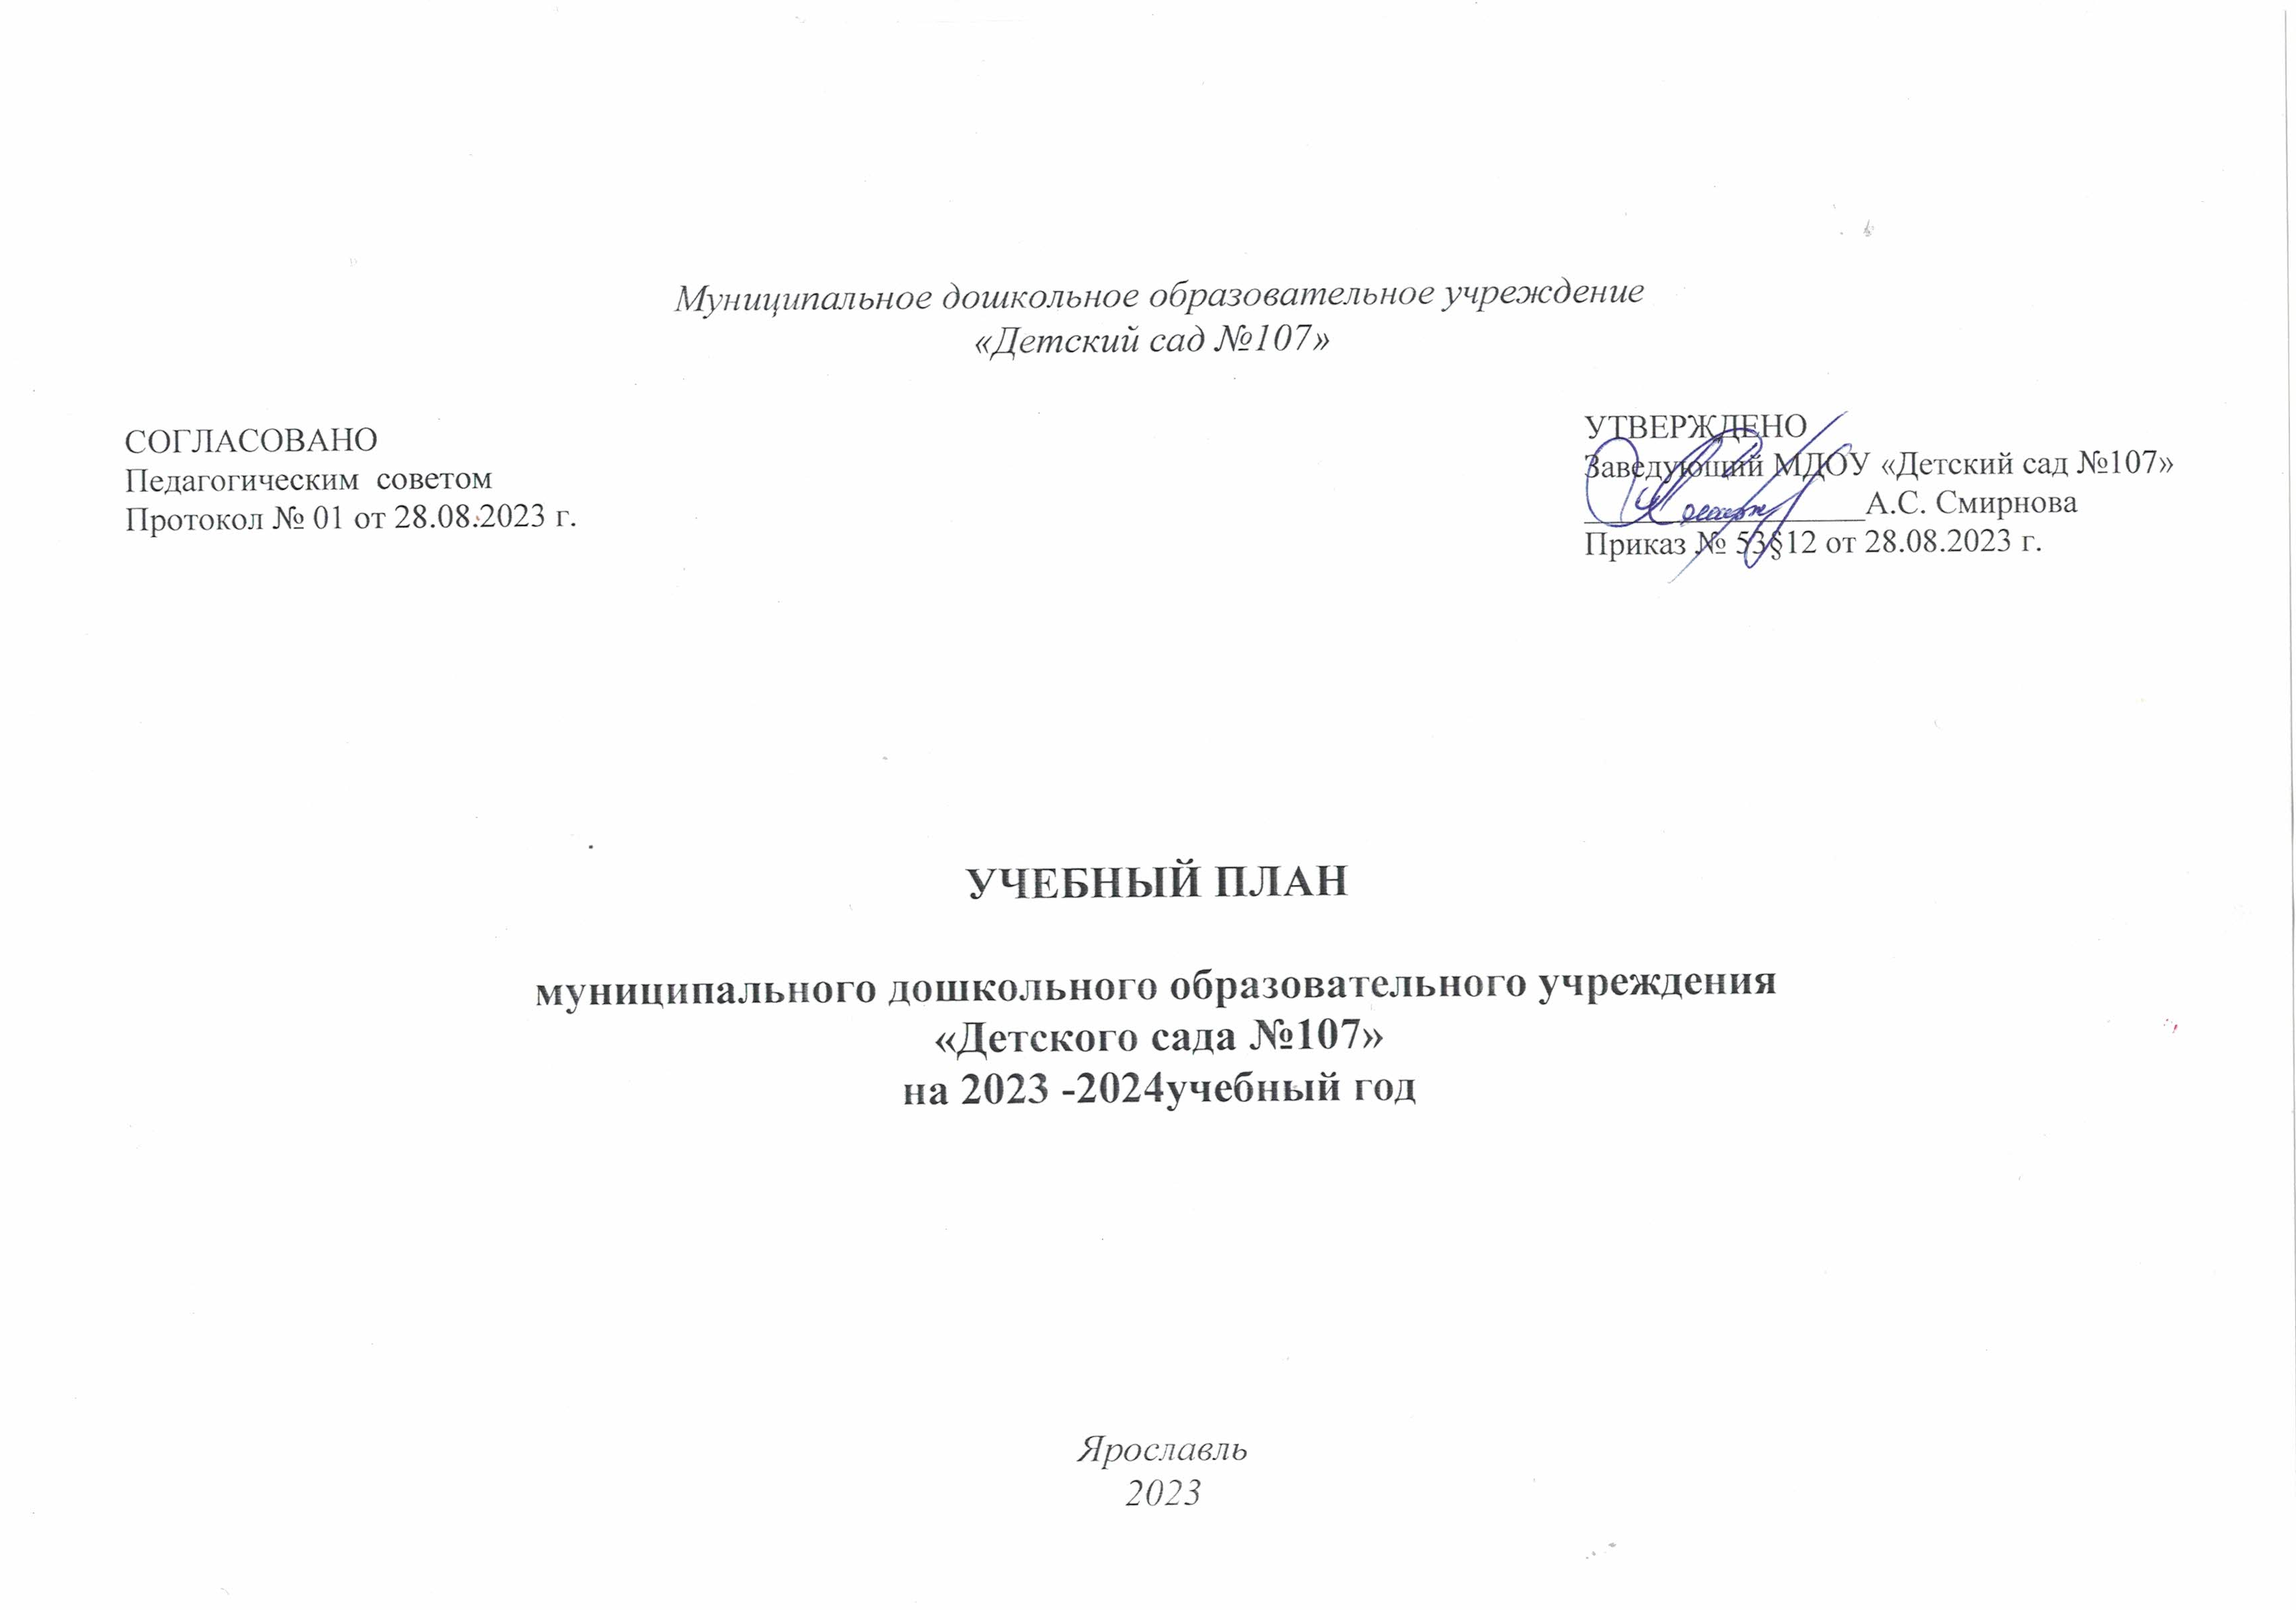 Муниципальное дошкольное образовательное учреждение
«Детский сад №107»
СОГЛАСОВАНО
Педагогическим советом
Протокол № 01 от 28.08.2023 г.
УТВЕРЖДЕНО
Заведующий МДОУ «Детский сад №107»
А.С. Смирнова
Приказ № 53§12 от 28.08.2023 г.
УЧЕБНЫЙ ПЛАН
муниципального дошкольного образовательного учреждения
«Детского сада №107»
на 2023 -2024учебный год
Ярославль
2023